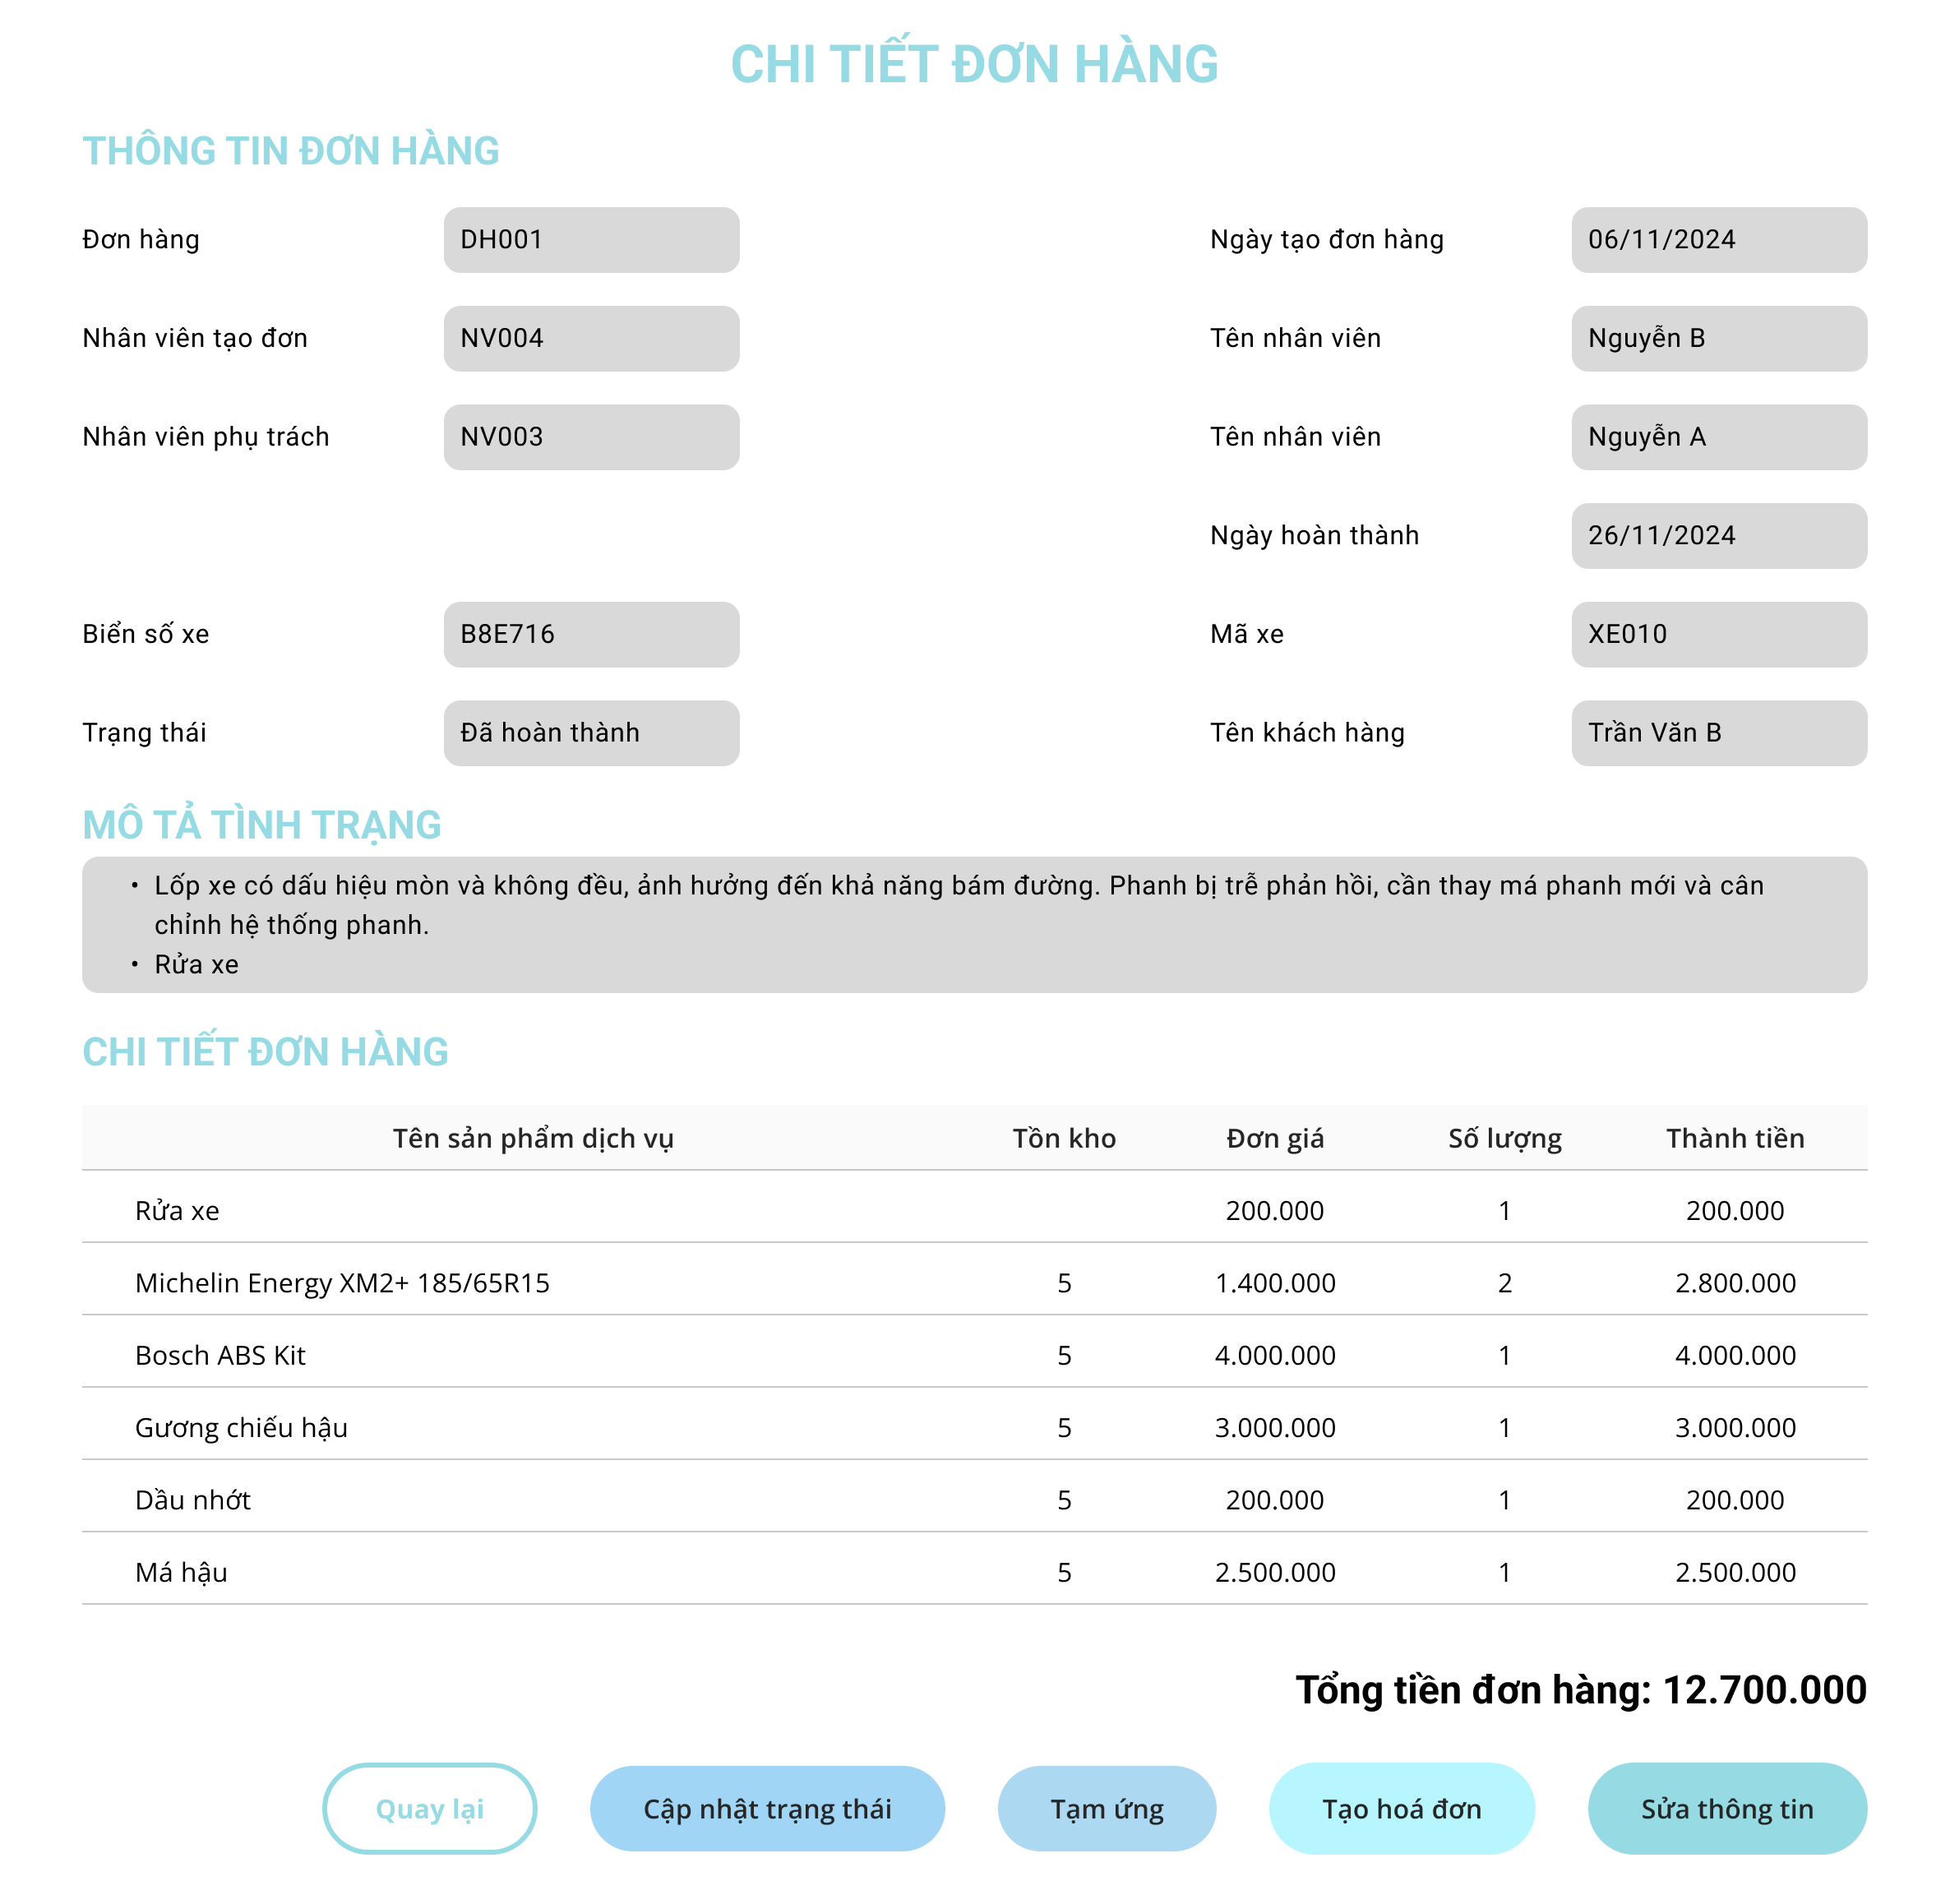 CHI TIẾT ĐƠN HÀNG
THÔNG TIN ĐƠN HÀNG
Đơn hàng DH001 Ngày tạo đơn hàng 06/11/2024
Nhân viên tạo đơn NV004 Tên nhân viên Nguyễn B
Nhân viên phụ trách NV003 Tên nhân viên Nguyễn A
Ngày hoàn thành 26/11/2024
Biển số xe B8E716 Mã xe XE010
Trạng thái Đã hoàn thành Tên khách hàng Trần Văn B
MÔ TẢ TÌNH TRẠNG
• Lốp xe có dấu hiệu mòn và không đều, ảnh hưởng đến khả năng bám đường. Phanh bị trễ phản hồi, cần thay má phanh mới và cân
chỉnh hệ thống phanh.
• Rửa xe
CHI TIẾT ĐƠN HÀNG
Tên sản phẩm dịch vụ Tồn kho Đơn giá Số lượng Thành tiền
Rửa xe 200.000 1 200.000
Michelin Energy XM2+ 185/65R15 5 1.400.000 2 2.800.000
Bosch ABS Kit 5 4.000.000 1 4.000.000
Gương chiếu hậu 5 3.000.000 1 3.000.000
Dầu nhớt 5 200.000 1 200.000
Má hậu 5 2.500.000 1 2.500.000
Tổng tiền đơn hàng: 12.700.000
Quay lại Cập nhật trạng thái Tạm ứng Tạo hoá đơn Sửa thông tin